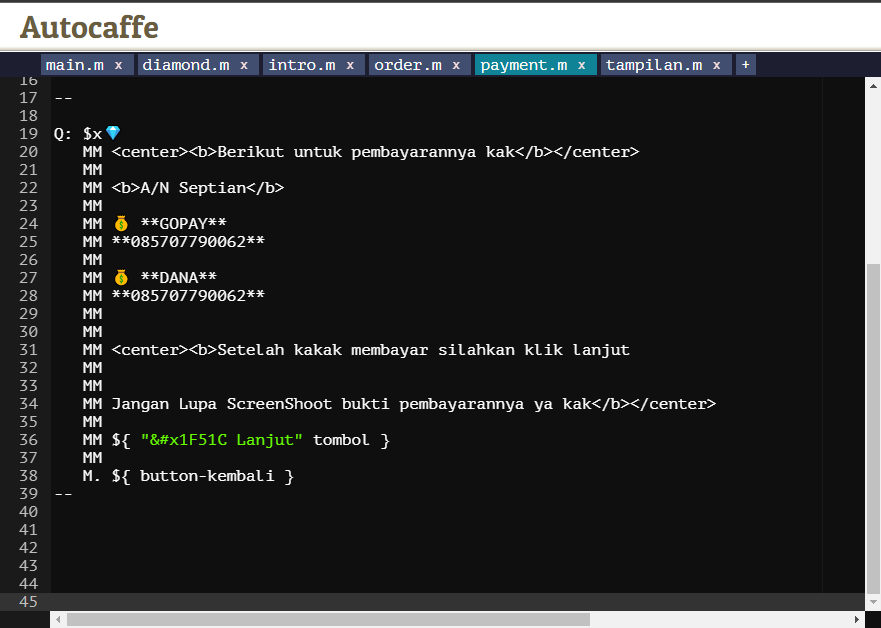 Autocaffe
main.m x diamond.m x intro.m x order.m x payment.m x tampilan.m x +
16
17 --
18
19 Q: $x💎
20 MM <center><b>Berikut untuk pembayarannya kak</b></center>
21 MM
22 MM <b>A/N Septian</b>
23 MM
24 MM 💰 **GOPAY**
25 MM **085707790062**
26 MM
27 MM 💰 **DANA**
28 MM **085707790062**
29 MM
30 MM
31 MM <center><b>Setelah kakak membayar silahkan klik lanjut
32 MM
33 MM
34 MM Jangan Lupa ScreenShoot bukti pembayarannya ya kak</b></center>
35 MM
36 MM ${ "&#x1F51C Lanjut" tombol }
37 MM
38 M. ${ button-kembali }
39 --
40
41
42
43
44
45